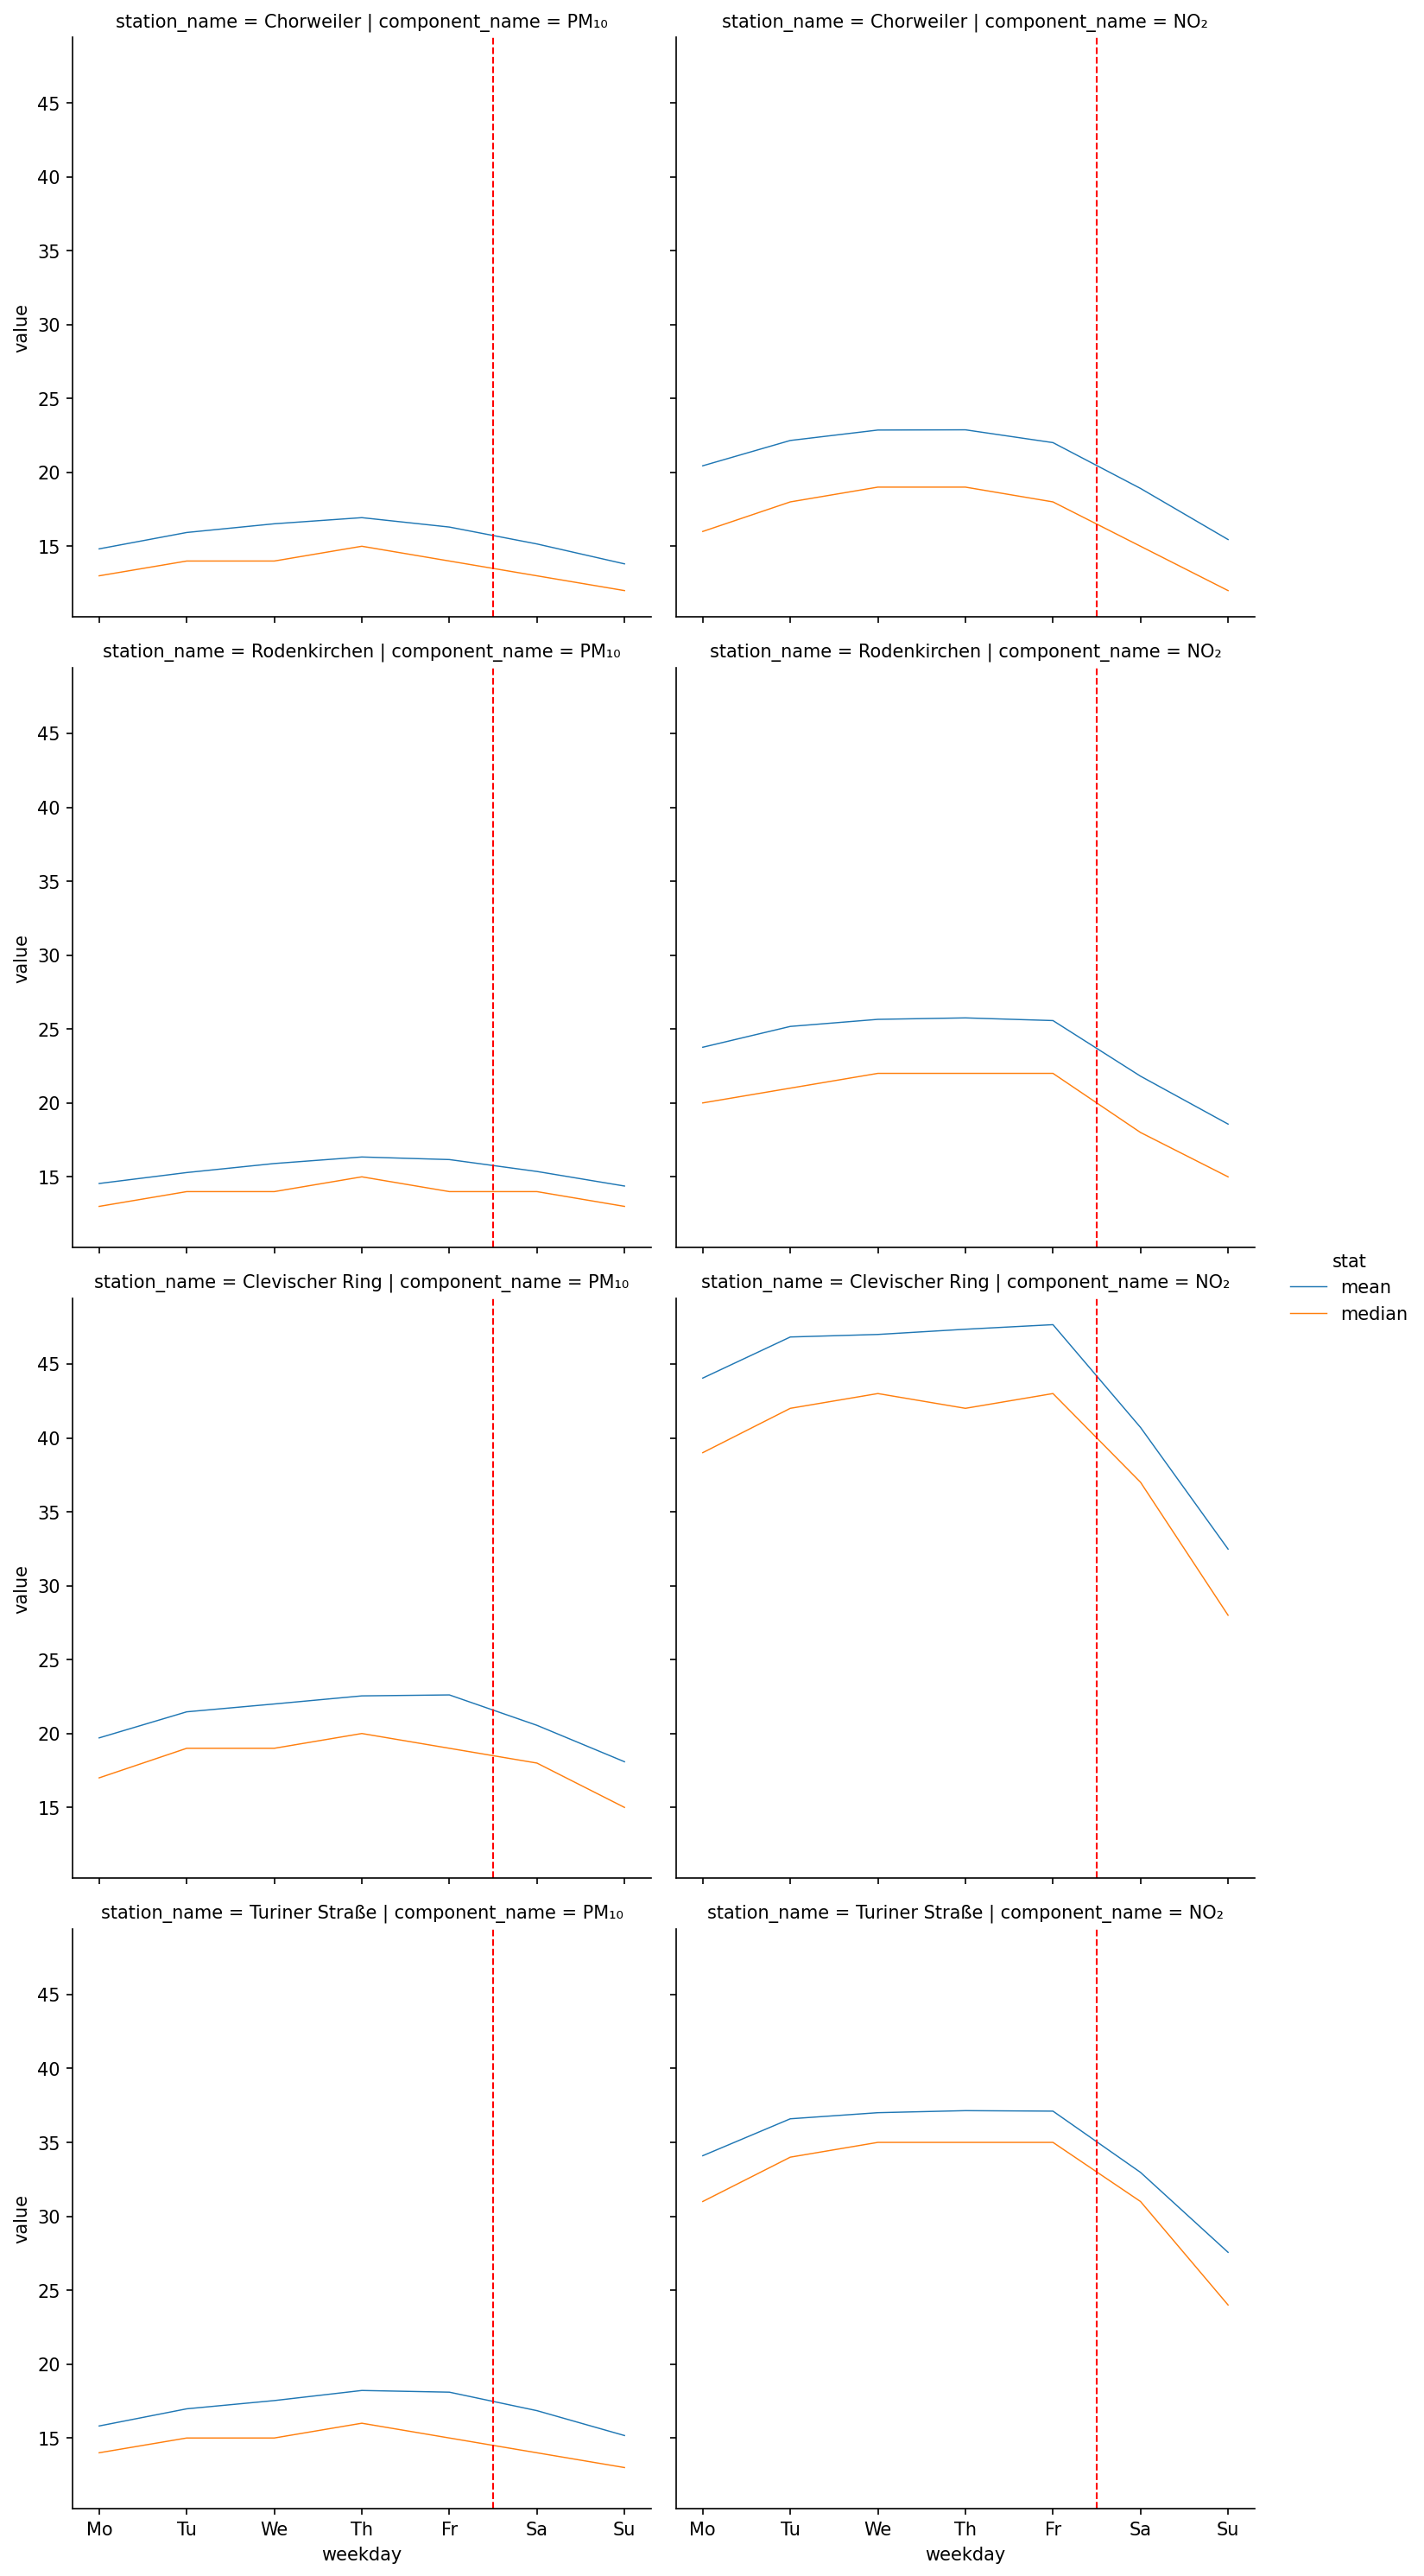 station_name = Chorweiler | component_name = PM₁₀
station_name = Chorweiler | component_name = NO₂
45
40
35
30
25
20
15
value
station_name = Rodenkirchen | component_name = PM₁₀
station_name = Rodenkirchen | component_name = NO₂
45
40
35
30
25
20
15
value
stat
mean
median
station_name = Clevischer Ring | component_name = PM₁₀
station_name = Clevischer Ring | component_name = NO₂
45
40
35
30
25
20
15
value
station_name = Turiner Straße | component_name = PM₁₀
station_name = Turiner Straße | component_name = NO₂
45
40
35
30
25
20
15
value
Mo Tu We Th Fr Sa Su
weekday
Mo Tu We Th Fr Sa Su
weekday